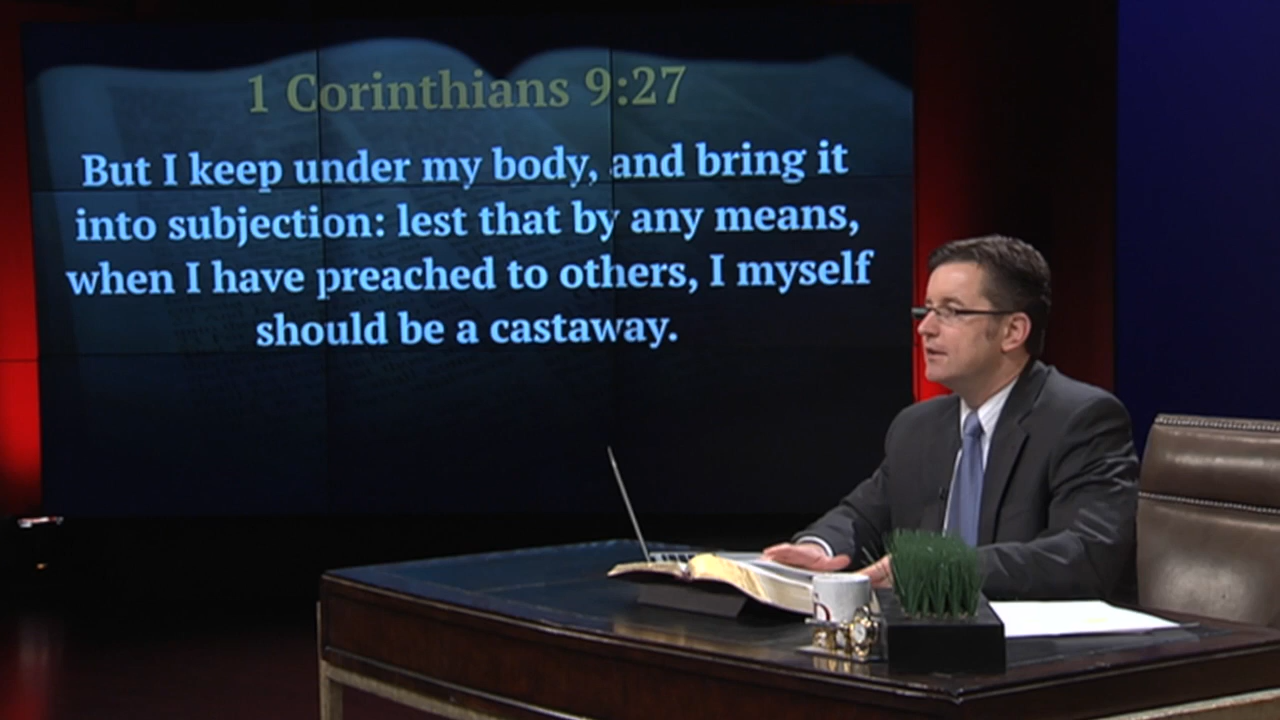 1 Corinthians 9:27
But I keep under my body, and bring it
into subjection: lest that by any means,
when I have preached to others, I myself
should be a castaway.